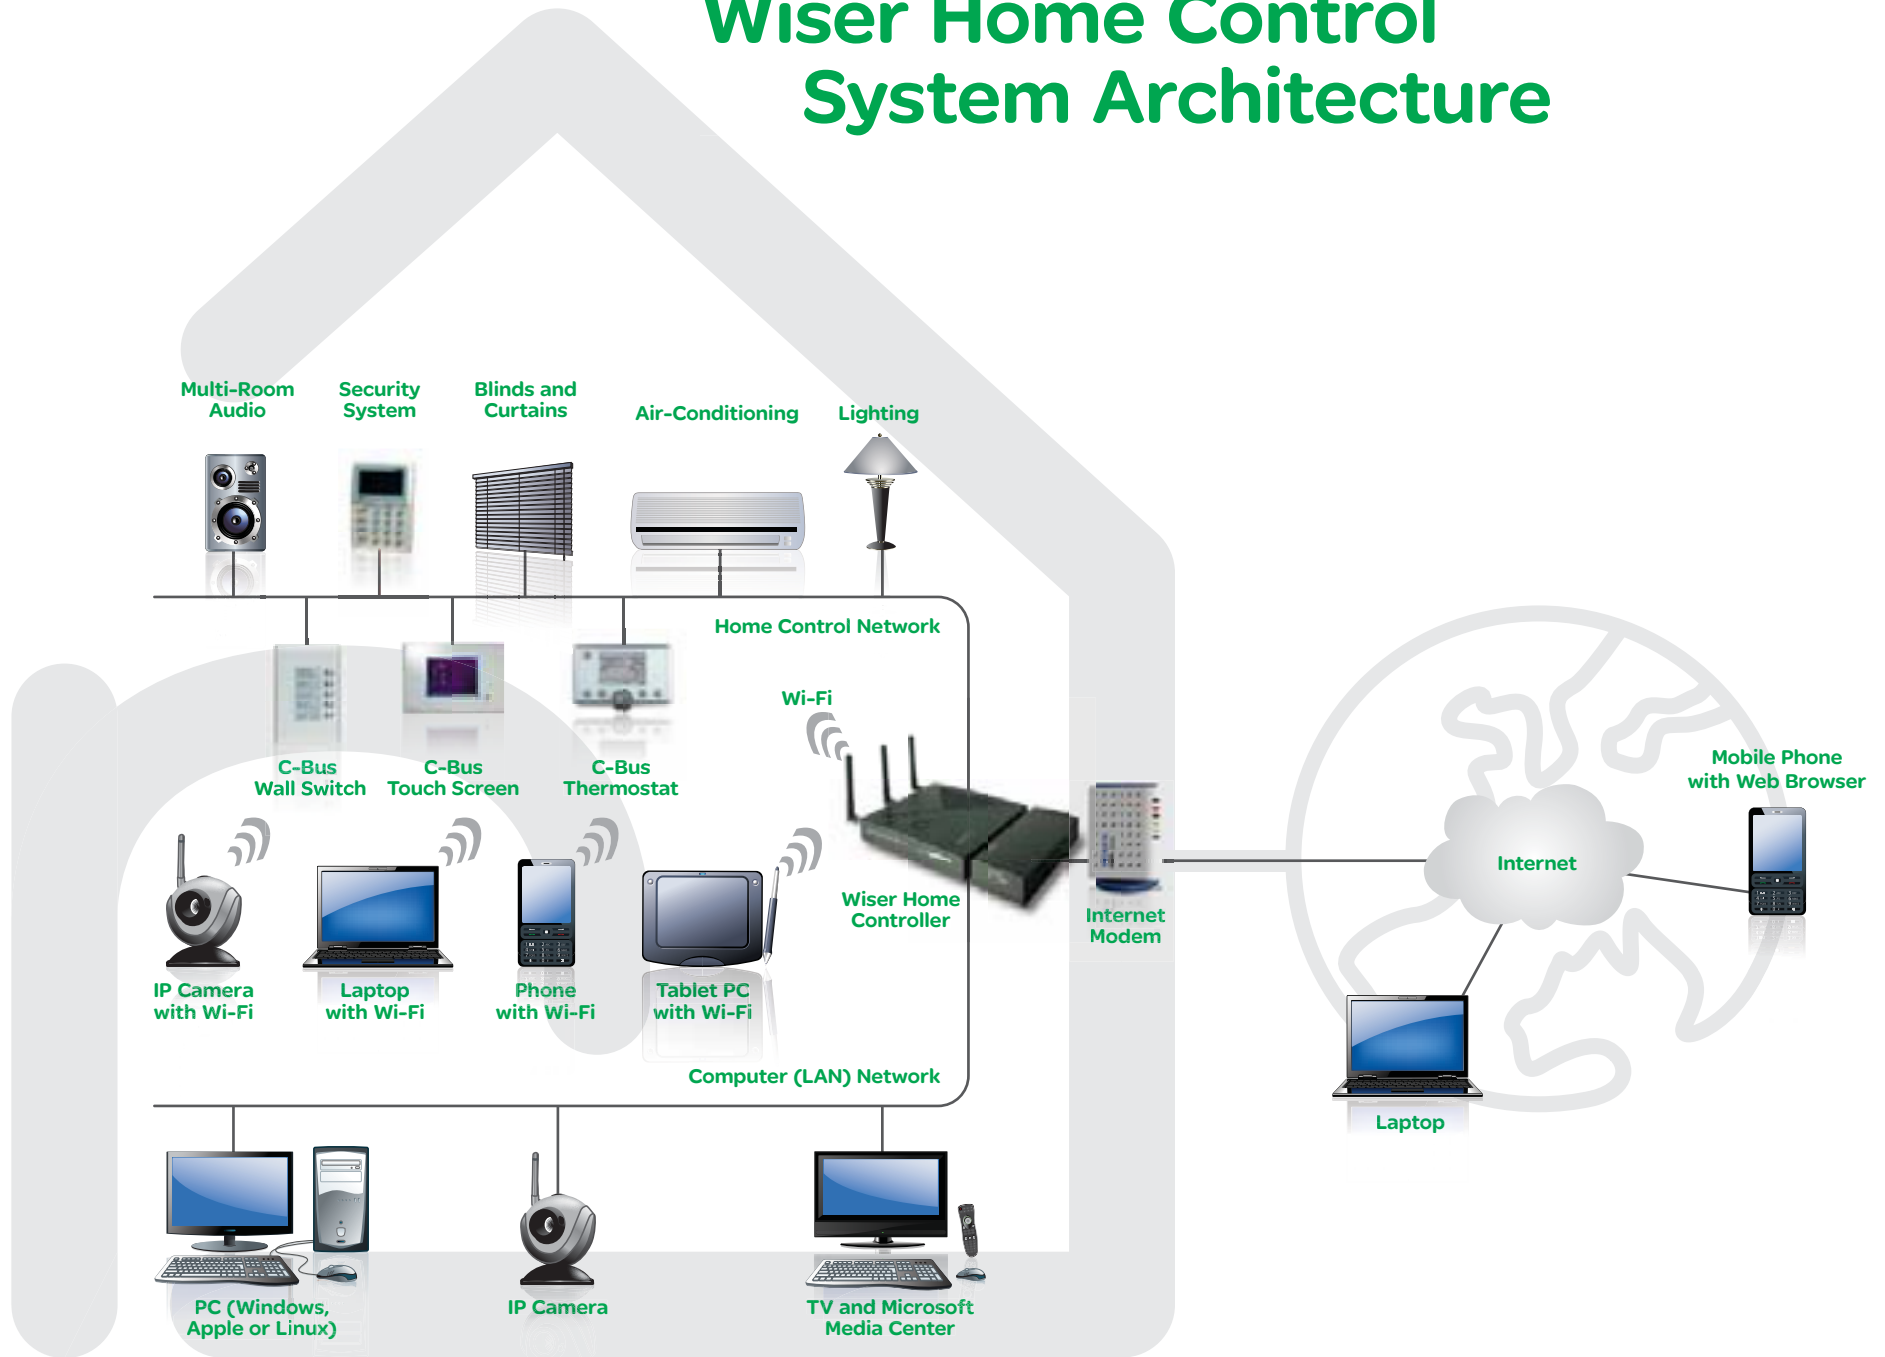 Wiser Home Control
System Architecture
Multi-Room
Audio
Security
System
Blinds and
Curtains
Air-Conditioning
Lighting
Home Control Network
Wi-Fi
C-Bus
Wall Switch
C-Bus
Touch Screen
C-Bus
Thermostat
Mobile Phone
with Web Browser
Internet
Wiser Home
Controller
Internet
Modem
IP Camera
with Wi-Fi
Laptop
with Wi-Fi
Phone
with Wi-Fi
Tablet PC
with Wi-Fi
Computer (LAN) Network
Laptop
PC (Windows,
Apple or Linux)
IP Camera
TV and Microsoft
Media Center